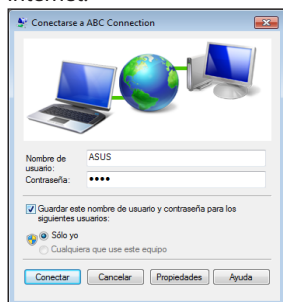 Internet.
Conectarse a ABC Connection
Nombre de
usuario:
ASUS
Contraseña:
••••
Guardar este nombre de usuario y contraseña para los
siguientes usuarios:
Sólo yo
Cualquiera que use este equipo
Conectar Cancelar Propiedades Ayuda